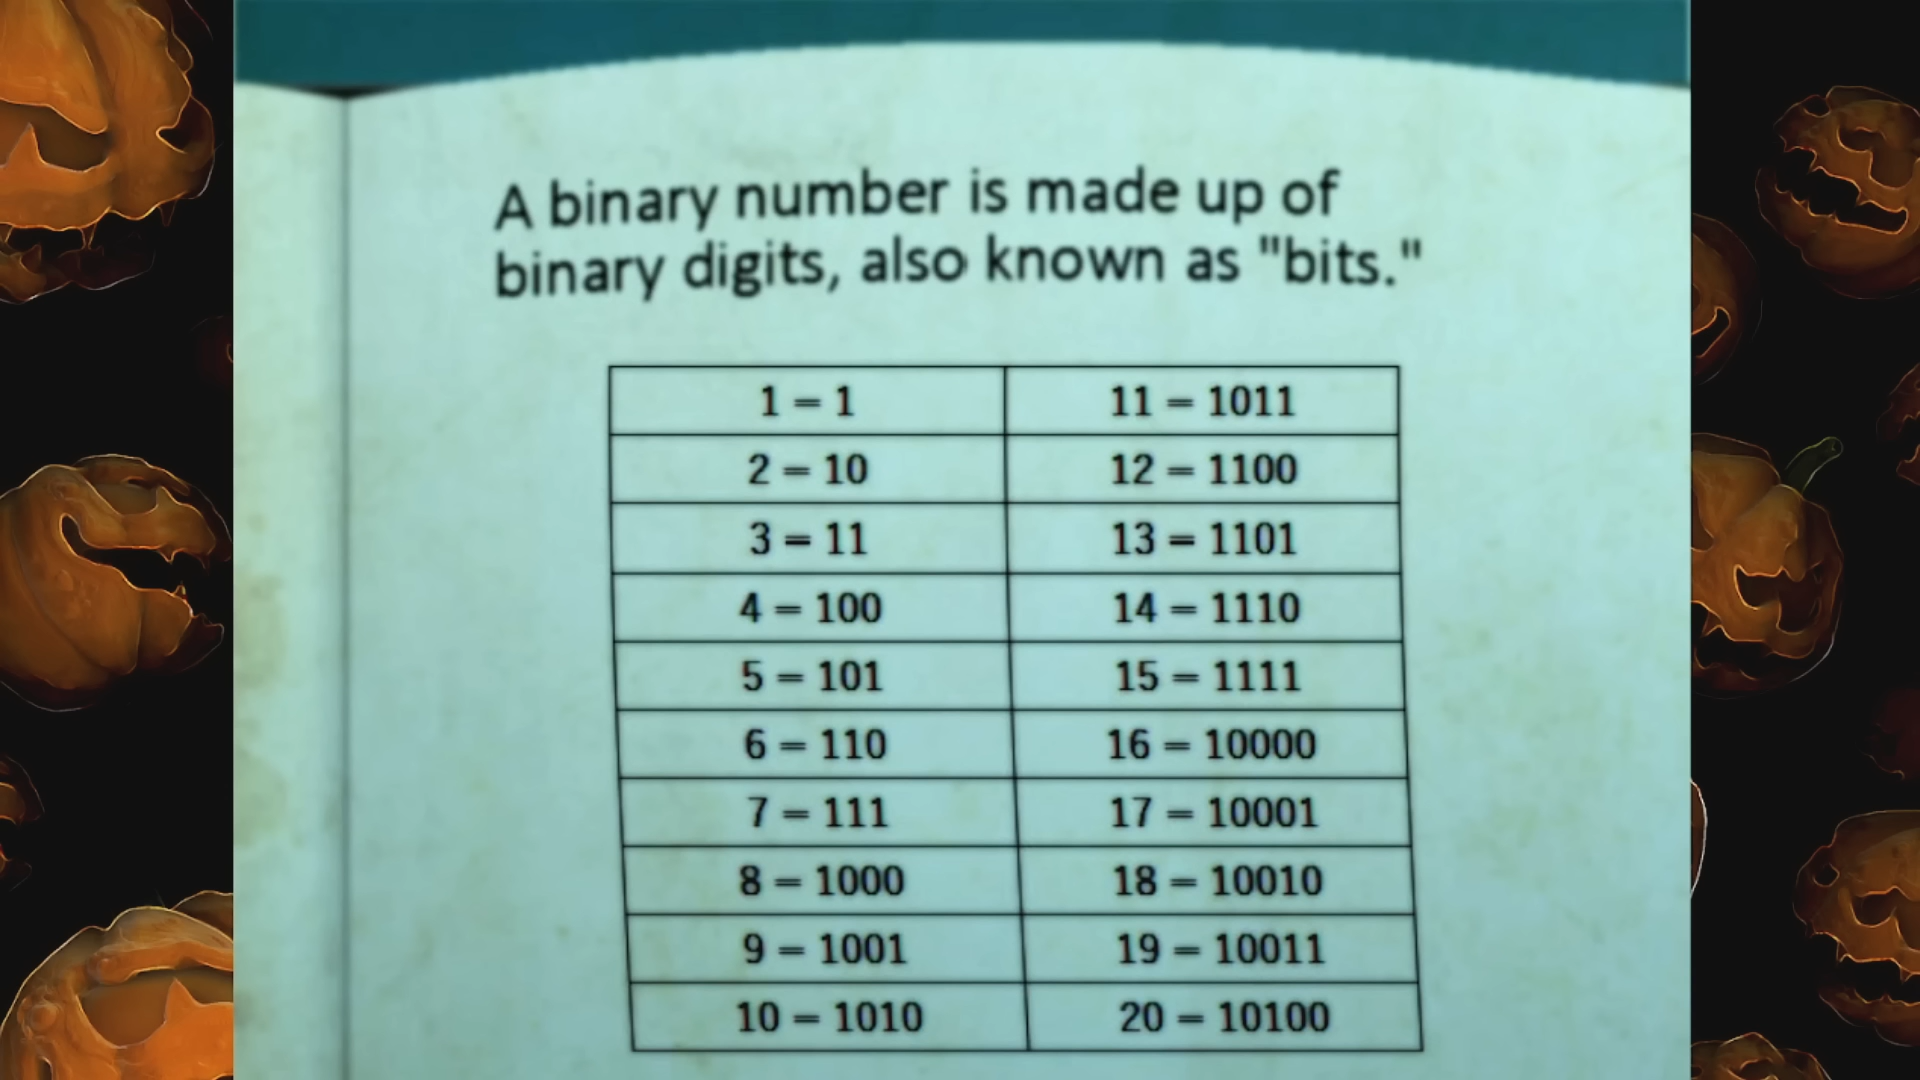 A binary number is made up of
binary digits, also known as "bits."
1 = 1 11 = 1011
2 = 10 12 = 1100
3 = 11 13 = 1101
4 = 100 14 = 1110
5 = 101 15 = 1111
6 = 110 16 = 10000
7 = 111 17 = 10001
8 = 1000 18 = 10010
9 = 1001 19 = 10011
10 = 1010 20 = 10100